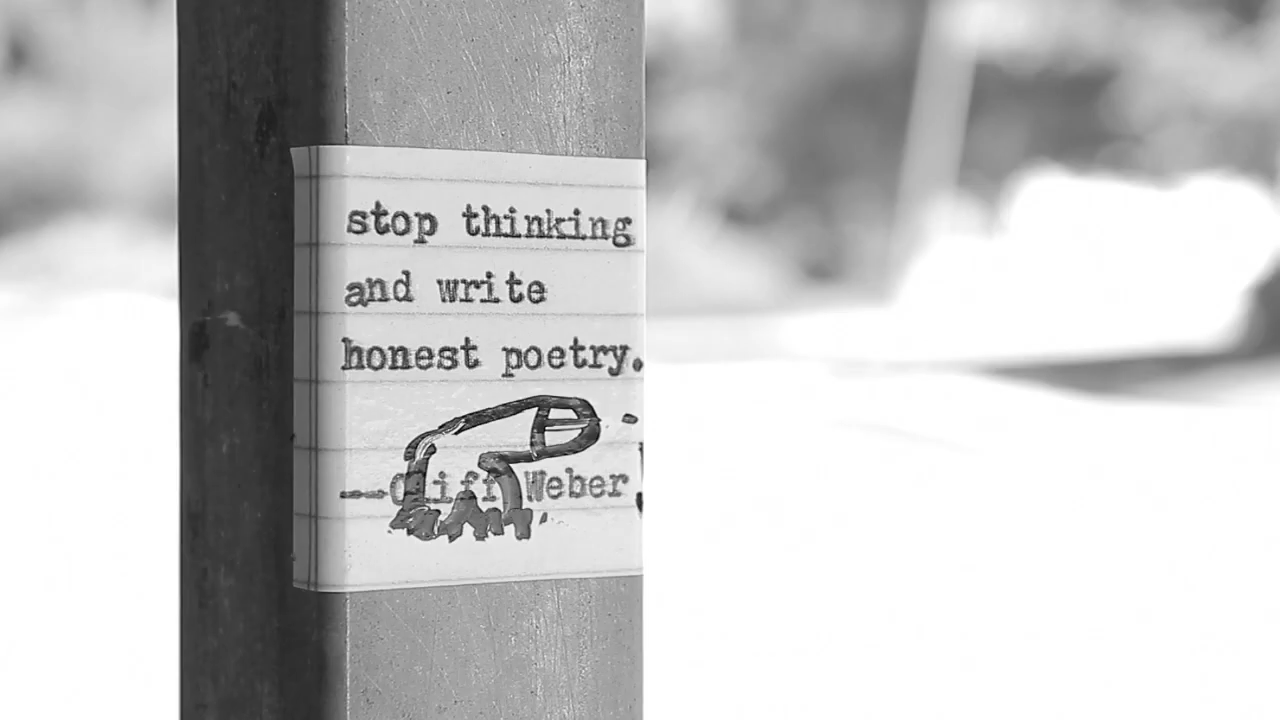 stop thinking
and write
honest poetry.
—Cliff Weber